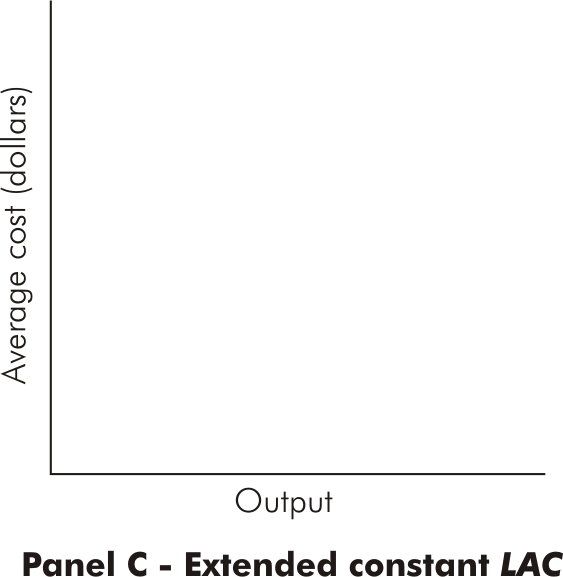 Average cost (dollars)
Output
Panel C - Extended constant LAC